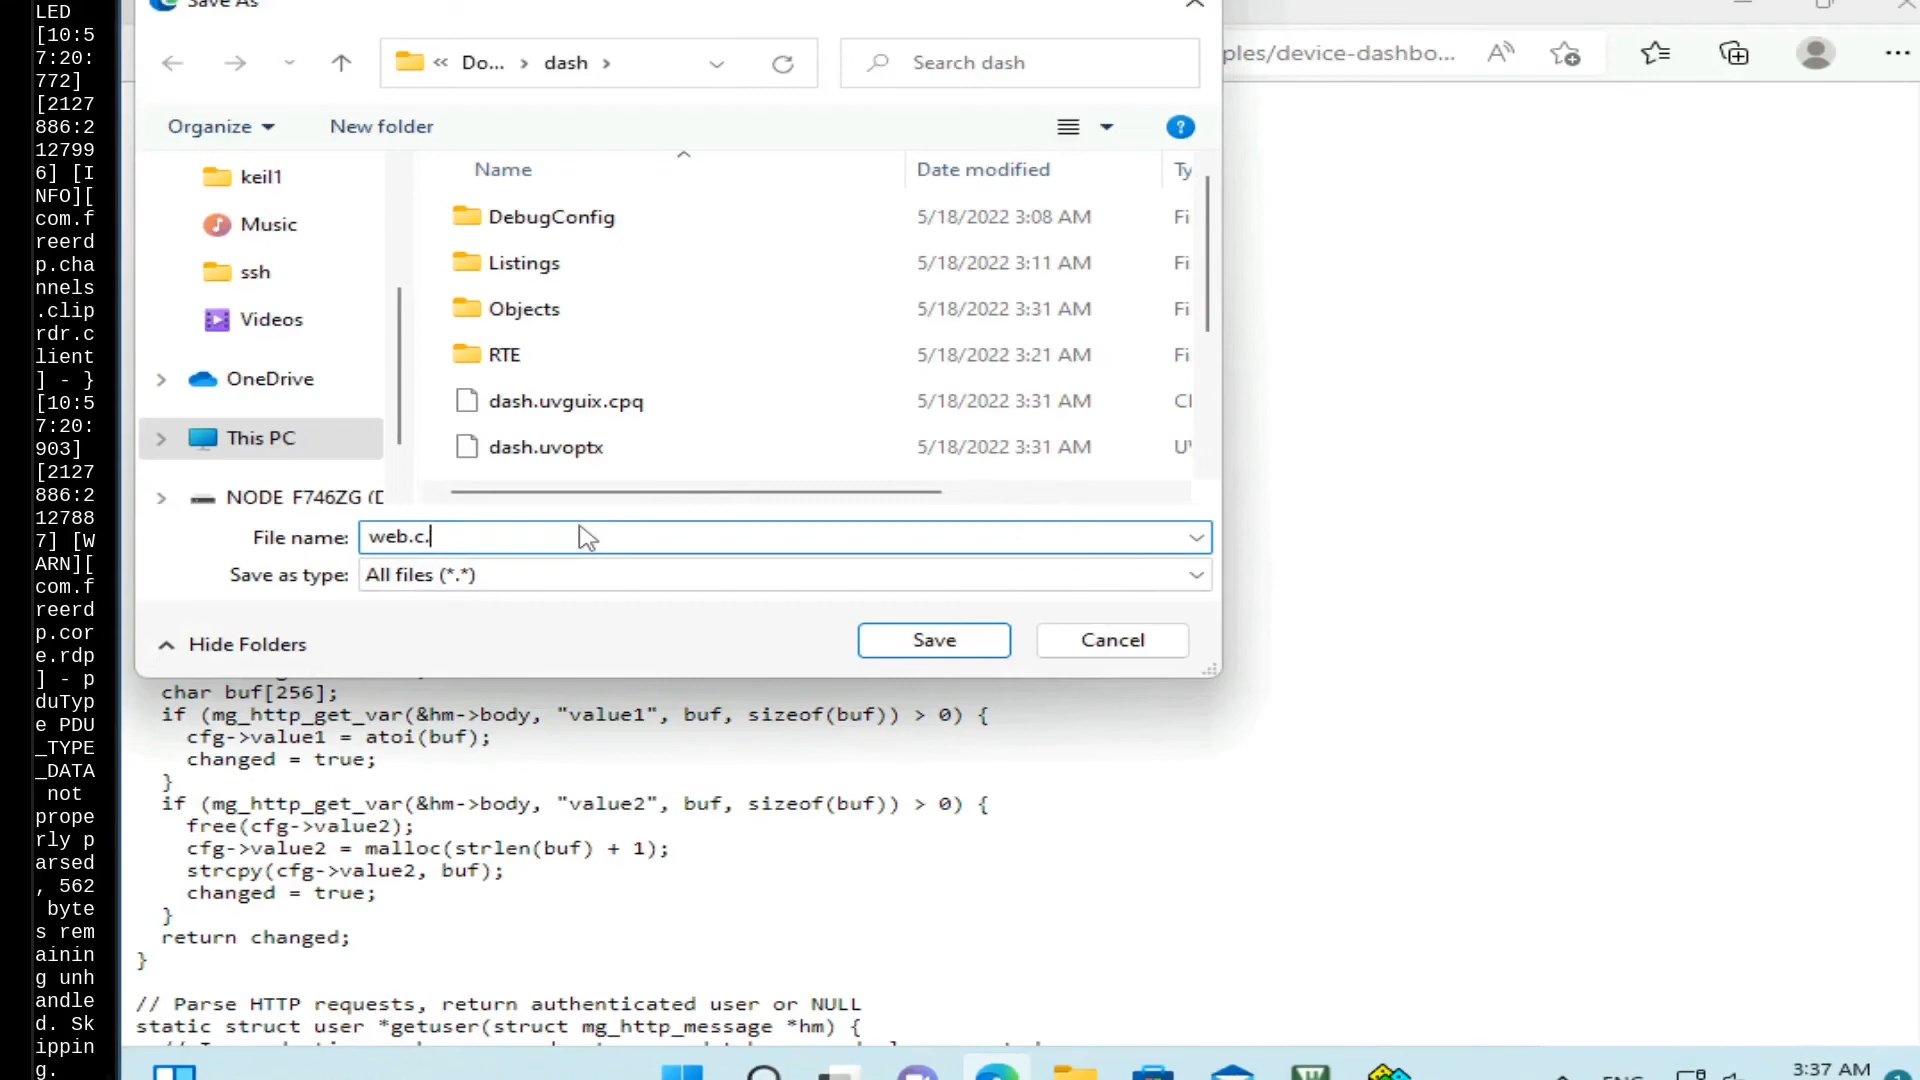 LED
[10:5
7:20:
772]
[2127
886:2
12799
6] [I
NFO][
com.f
reerd
p.cha
nnels
.clip
rdr.c
lient
] - }
[10:5
7:20:
903]
[2127
886:2
12788
7] [W
ARN][
com.f
reerd
p.cor
e.rdp
] - p
duTyp
e PDU
_TYPE
_DATA
not
prope
rly p
arsed
, 562
byte
s rem
ainin
g unh
andle
d. Sk
ippin
g.
Save As
« Do... › dash ›
Search dash
ples/device-dashbo...
Organize
New folder
keil1
Music
ssh
Videos
OneDrive
This PC
NODE_F746ZG (D
Name Date modified Ty
DebugConfig 5/18/2022 3:08 AM Fi
Listings 5/18/2022 3:11 AM Fi
Objects 5/18/2022 3:31 AM Fi
RTE 5/18/2022 3:21 AM Fi
dash.uvguix.cpq 5/18/2022 3:31 AM CI
dash.uvoptx 5/18/2022 3:31 AM U
File name: web.c.
Save as type: All files (*.*)
Hide Folders
Save
Cancel
char buf[256];
if (mg_http_get_var(&hm->body, "value1", buf, sizeof(buf)) > 0) {
cfg->value1 = atoi(buf);
changed = true;
}
if (mg_http_get_var(&hm->body, "value2", buf, sizeof(buf)) > 0) {
free(cfg->value2);
cfg->value2 = malloc(strlen(buf) + 1);
strcpy(cfg->value2, buf);
changed = true;
}
return changed;
}
// Parse HTTP requests, return authenticated user or NULL
static struct user *getuser(struct mg_http_message *hm) {
3:37 AM